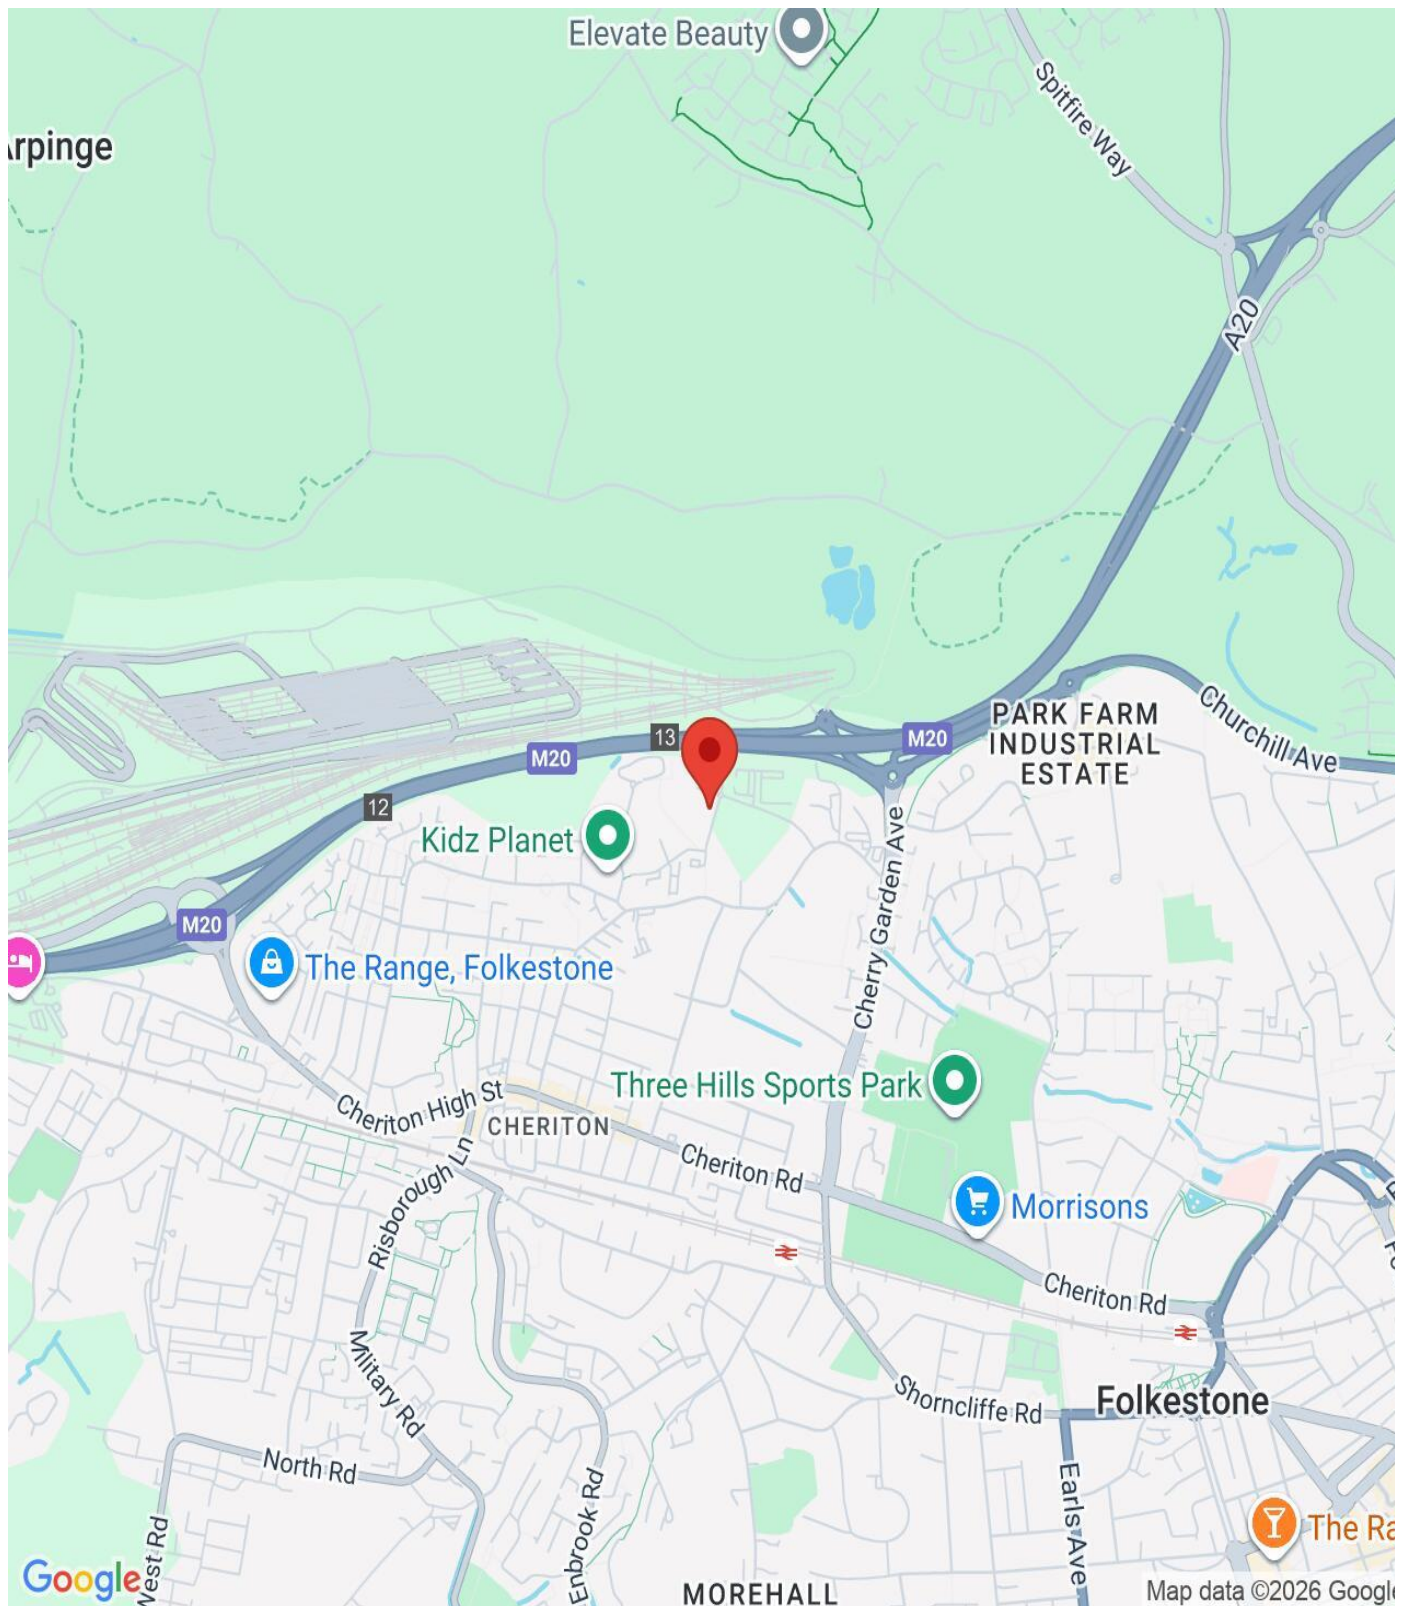 Elevate Beauty
Spitfire Way
Arpinge
A20
PARK FARM
INDUSTRIAL
ESTATE
Churchill Ave
13
M20
M20
12
Kidz Planet
Cherry Garden Ave
M20
The Range, Folkestone
Three Hills Sports Park
Cheriton High St
CHERITON
Cheriton Rd
Risborough Ln
Morrisons
Cheriton Rd
Military Rd
Shorncliffe Rd
Folkestone
North Rd
Earls Ave
Enbrook Rd
West Rd
The Ra
Google
MOREHALL
Map data ©2026 Google